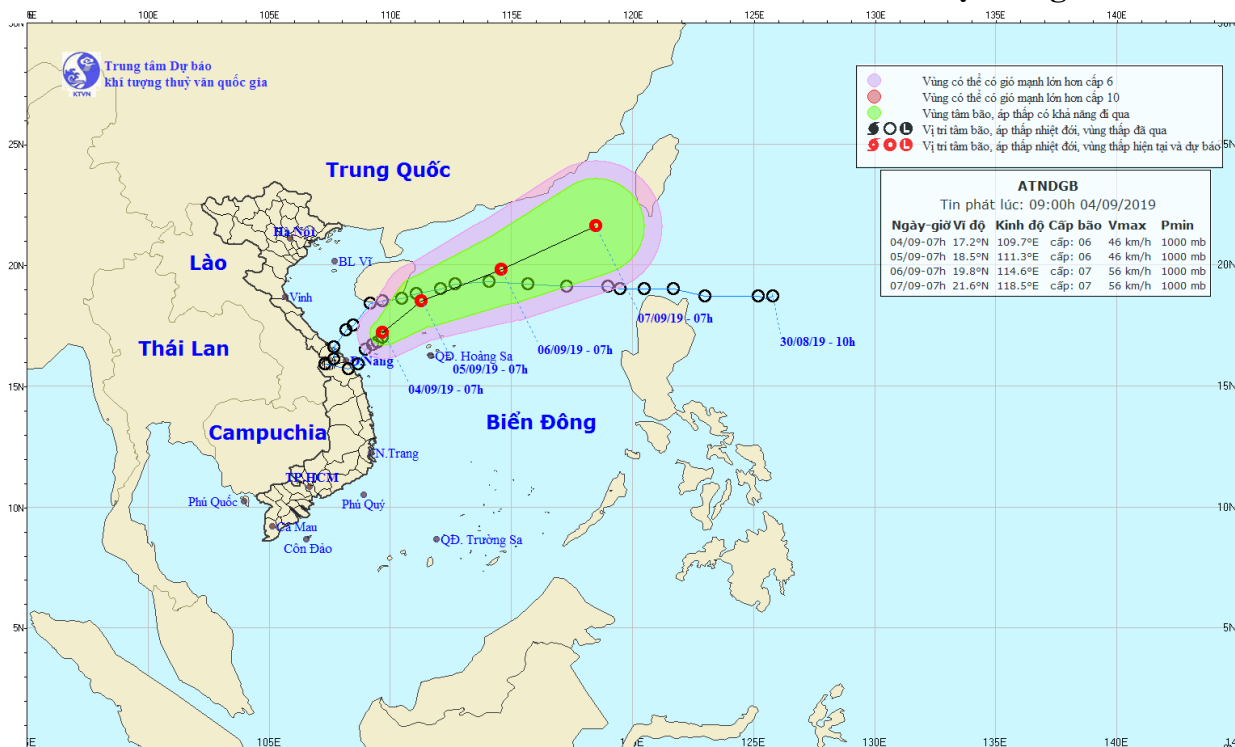 100E 105E 110E 115E 120E 125E 130E 135E 140E
Trung tâm Dự báo
khí tượng thuỷ văn quốc gia
KTVN
Vùng có thể có gió mạnh lớn hơn cấp 6
Vùng có thể có gió mạnh lớn hơn cấp 10
Vùng tâm bão, áp thấp có khả năng đi qua
Vị trí tâm bão, áp thấp nhiệt đới, vùng thấp đã qua
Vị trí tâm bão, áp thấp nhiệt đới, vùng thấp hiện tại và dự báo
25N
Trung Quốc
ATNDGB
Tin phát lúc: 09:00h 04/09/2019
Ngày-giờ Vĩ độ Kinh độ Cấp bão Vmax Pmin
04/09-07h 17.2°N 109.7°E cấp: 06 46 km/h 1000 mb
05/09-07h 18.5°N 111.3°E cấp: 06 46 km/h 1000 mb
06/09-07h 19.8°N 114.6°E cấp: 07 56 km/h 1000 mb
07/09-07h 21.6°N 118.5°E cấp: 07 56 km/h 1000 mb
Hà Nội
Lào
BL Vĩ
20N
Vinh
07/09/19 - 07h
30/08/19 - 10h
Thái Lan
06/09/19 - 07h
QĐ. Hoàng Sa
Đ.Nẵng
05/09/19 - 07h
15N
04/09/19 - 07h
Biển Đông
Campuchia
N.Trang
TP.HCM
Phú Quốc
Phú Quý
10N
Cà Mau
Côn Đảo
QĐ. Trường Sa
5N
105E 110E 115E 120E 125E 130E 135E 140E